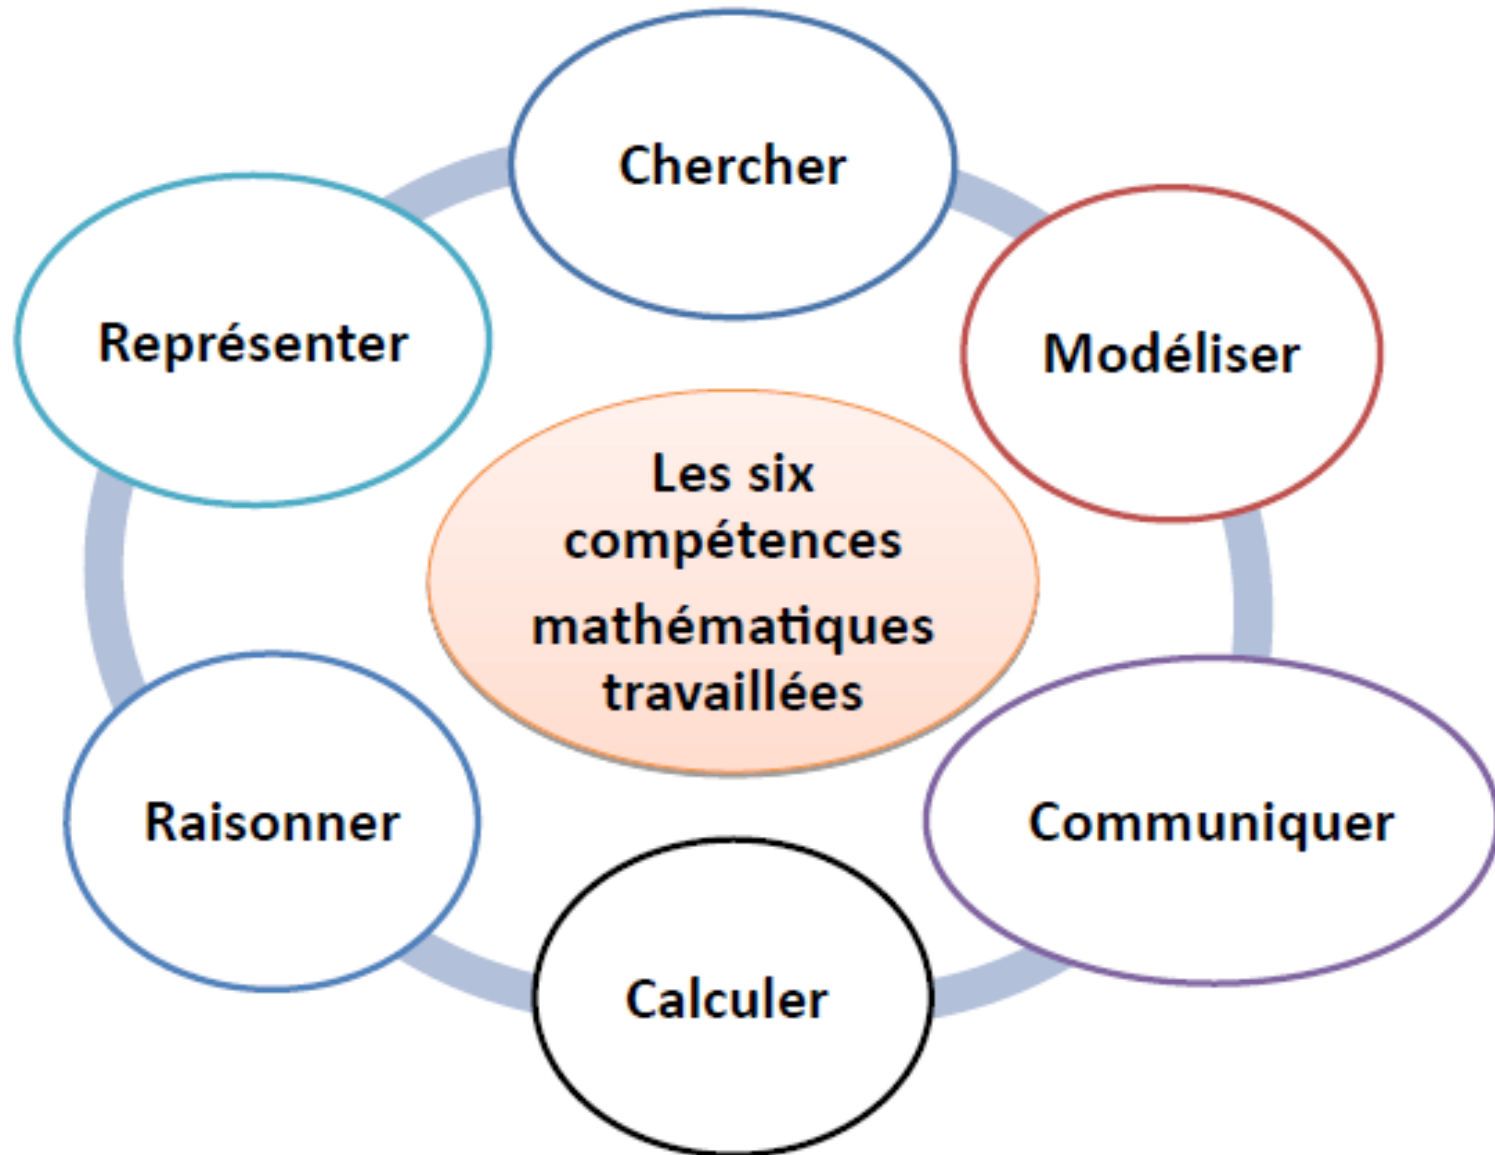 Chercher
Modéliser
Représenter
Les six
compétences
mathématiques
travaillées
Raisonner
Communiquer
Calculer